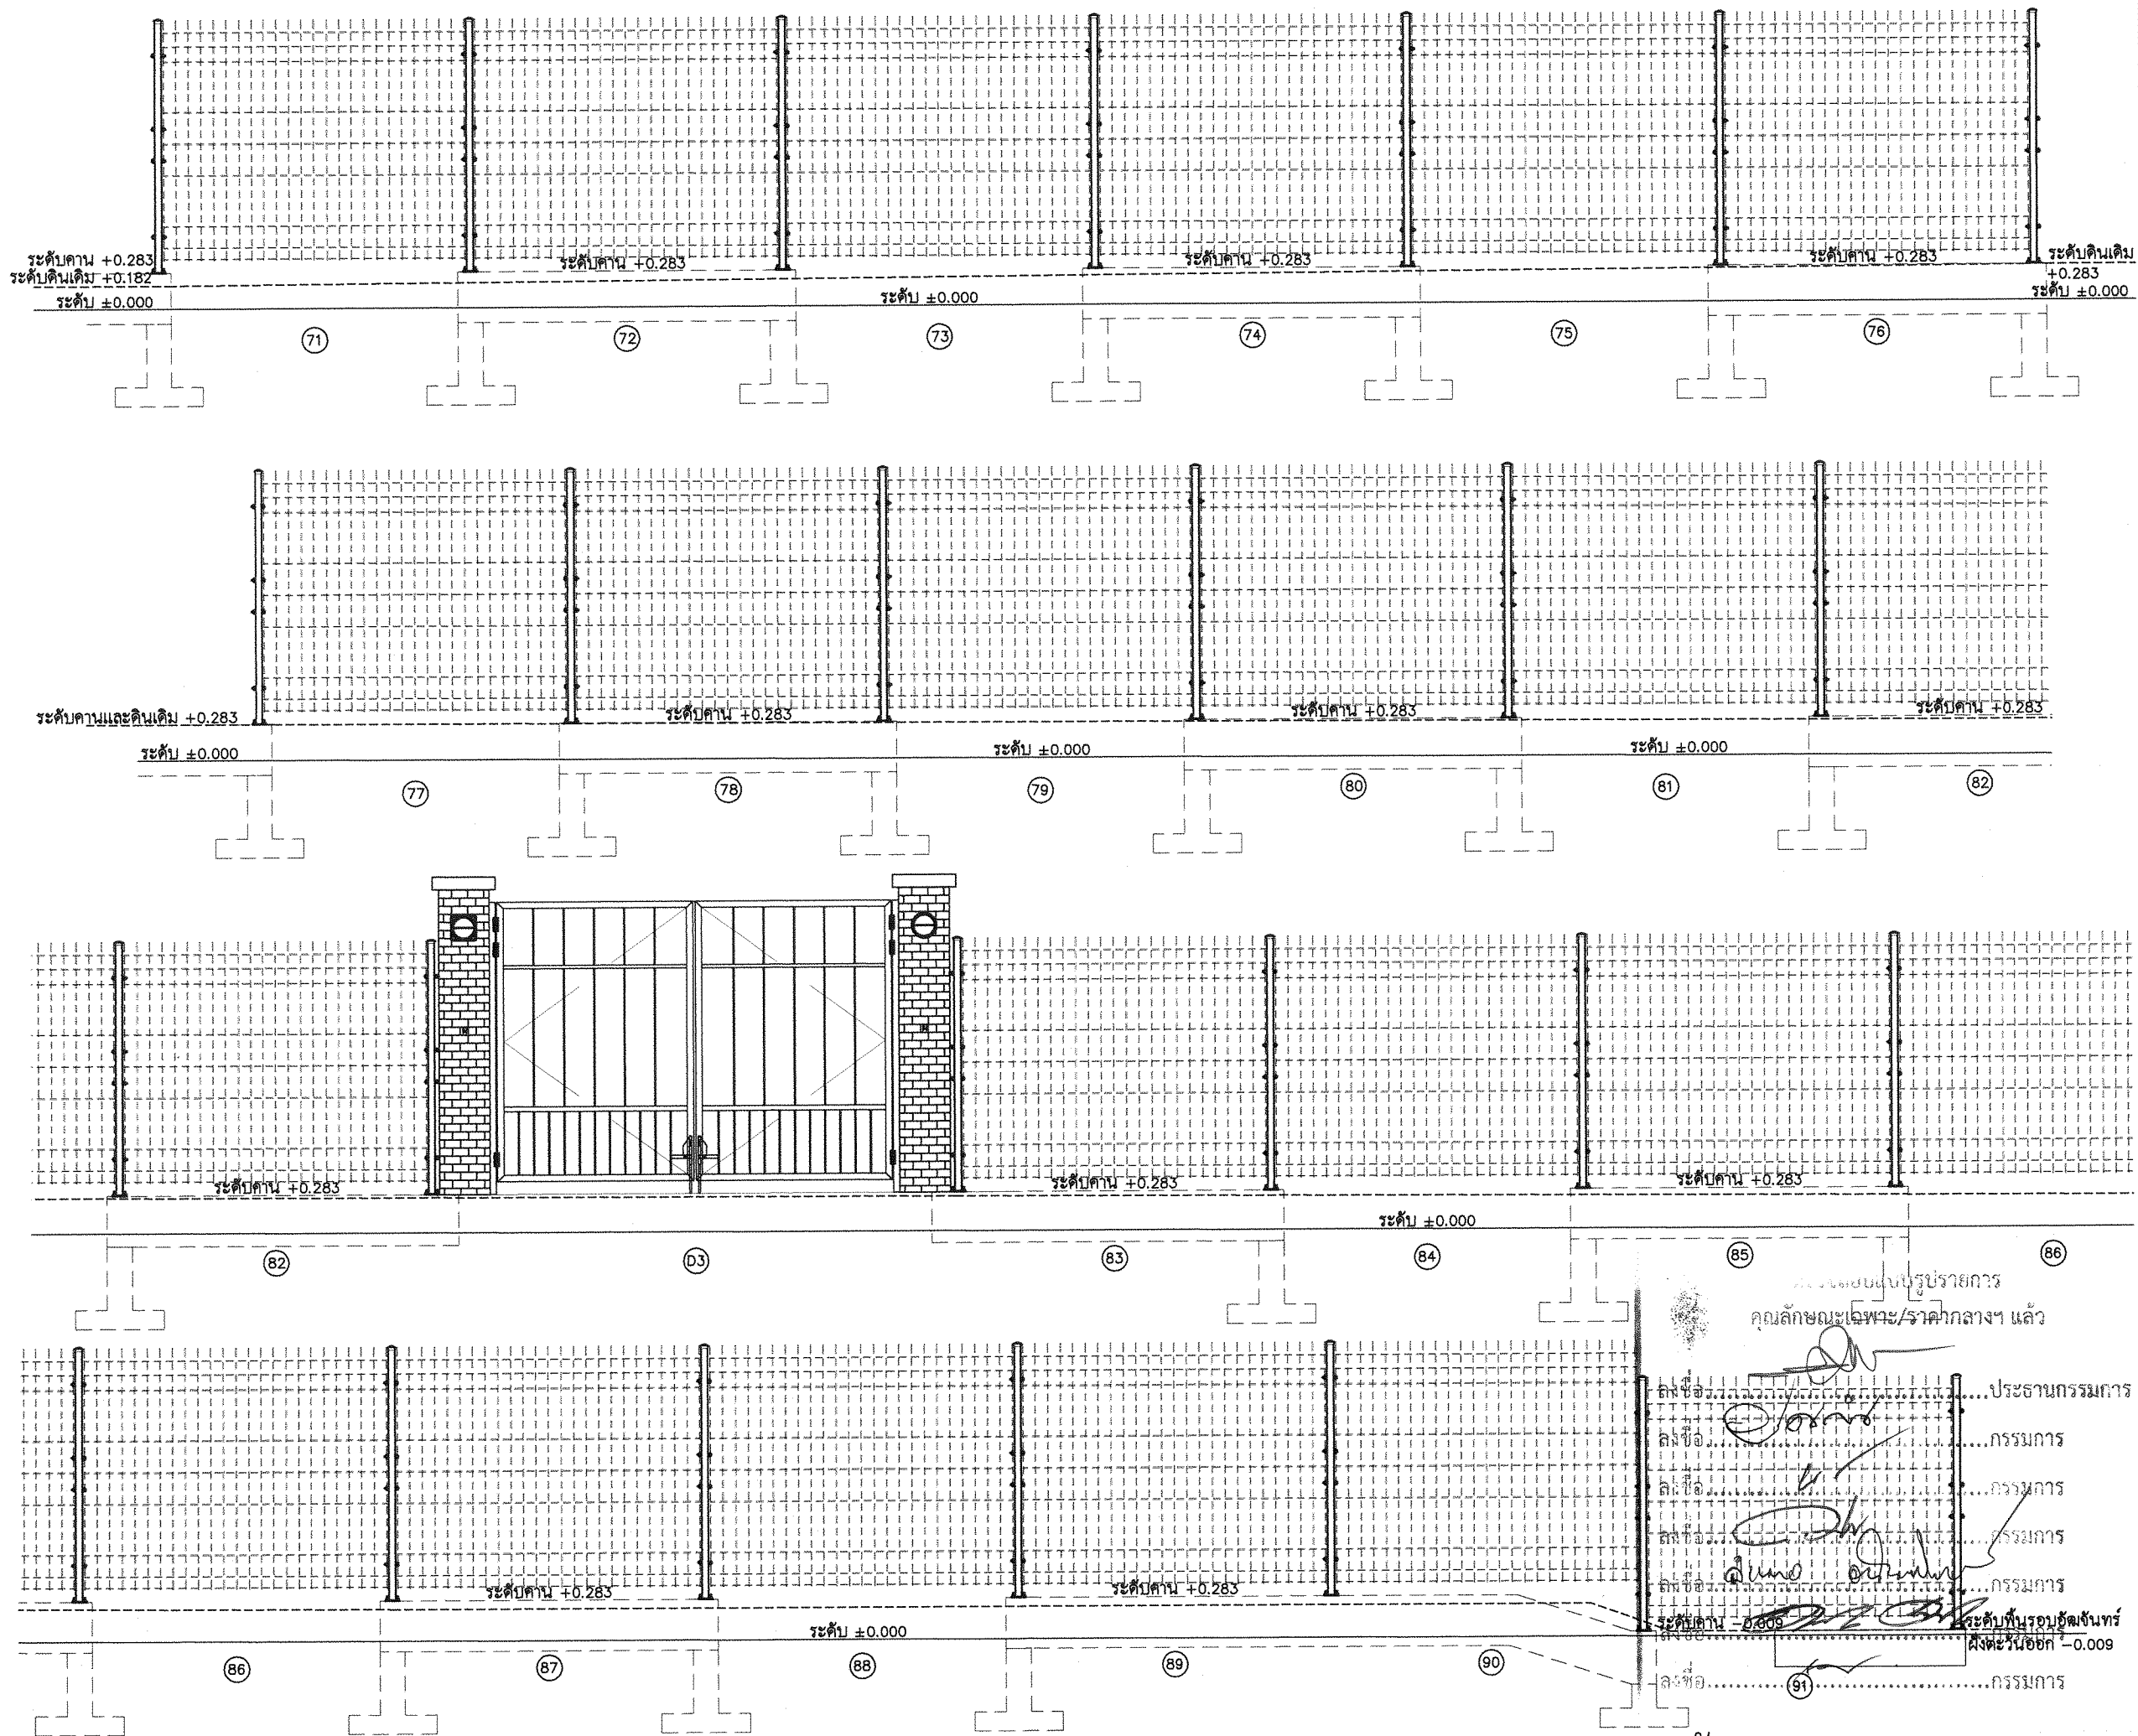 ระดับคาน +0.283
ระดับคาน +0.283
ระดับคาน +0.283
ระดับคาน +0.283
ระดับดินเดิม
ระดับดินเดิม +0.182
+0.283
ระดับ ±0.000
ระดับ ±0.000
ระดับ ±0.000
71
72
73
74
75
76
ระดับคานและดินเดิม +0.283
ระดับคาน +0.283
ระดับคาน +0.283
ระดับคาน +0.283
ระดับ ±0.000
ระดับ ±0.000
ระดับ ±0.000
77
78
79
80
81
82
ระดับคาน +0.283
ระดับคาน +0.283
ระดับคาน +0.283
ระดับ ±0.000
82
D3
83
84
85
86
รูปรายการ
คุณลักษณะเฉพาะ/ราคากลางฯ แล้ว
ลงชื่อ....................ประธานกรรมการ
ลงชื่อ....................กรรมการ
ลงชื่อ....................กรรมการ
ลงชื่อ....................กรรมการ
ลงชื่อ....................กรรมการ
ระดับคาน +0.283
ระดับคาน +0.283
ระดับคาน -0.009
ระดับพื้นรอบอัฒจันทร์
ฝั่งตะวันออก -0.009
ระดับ ±0.000
ลงชื่อ....................กรรมการ
86
87
88
89
90
91